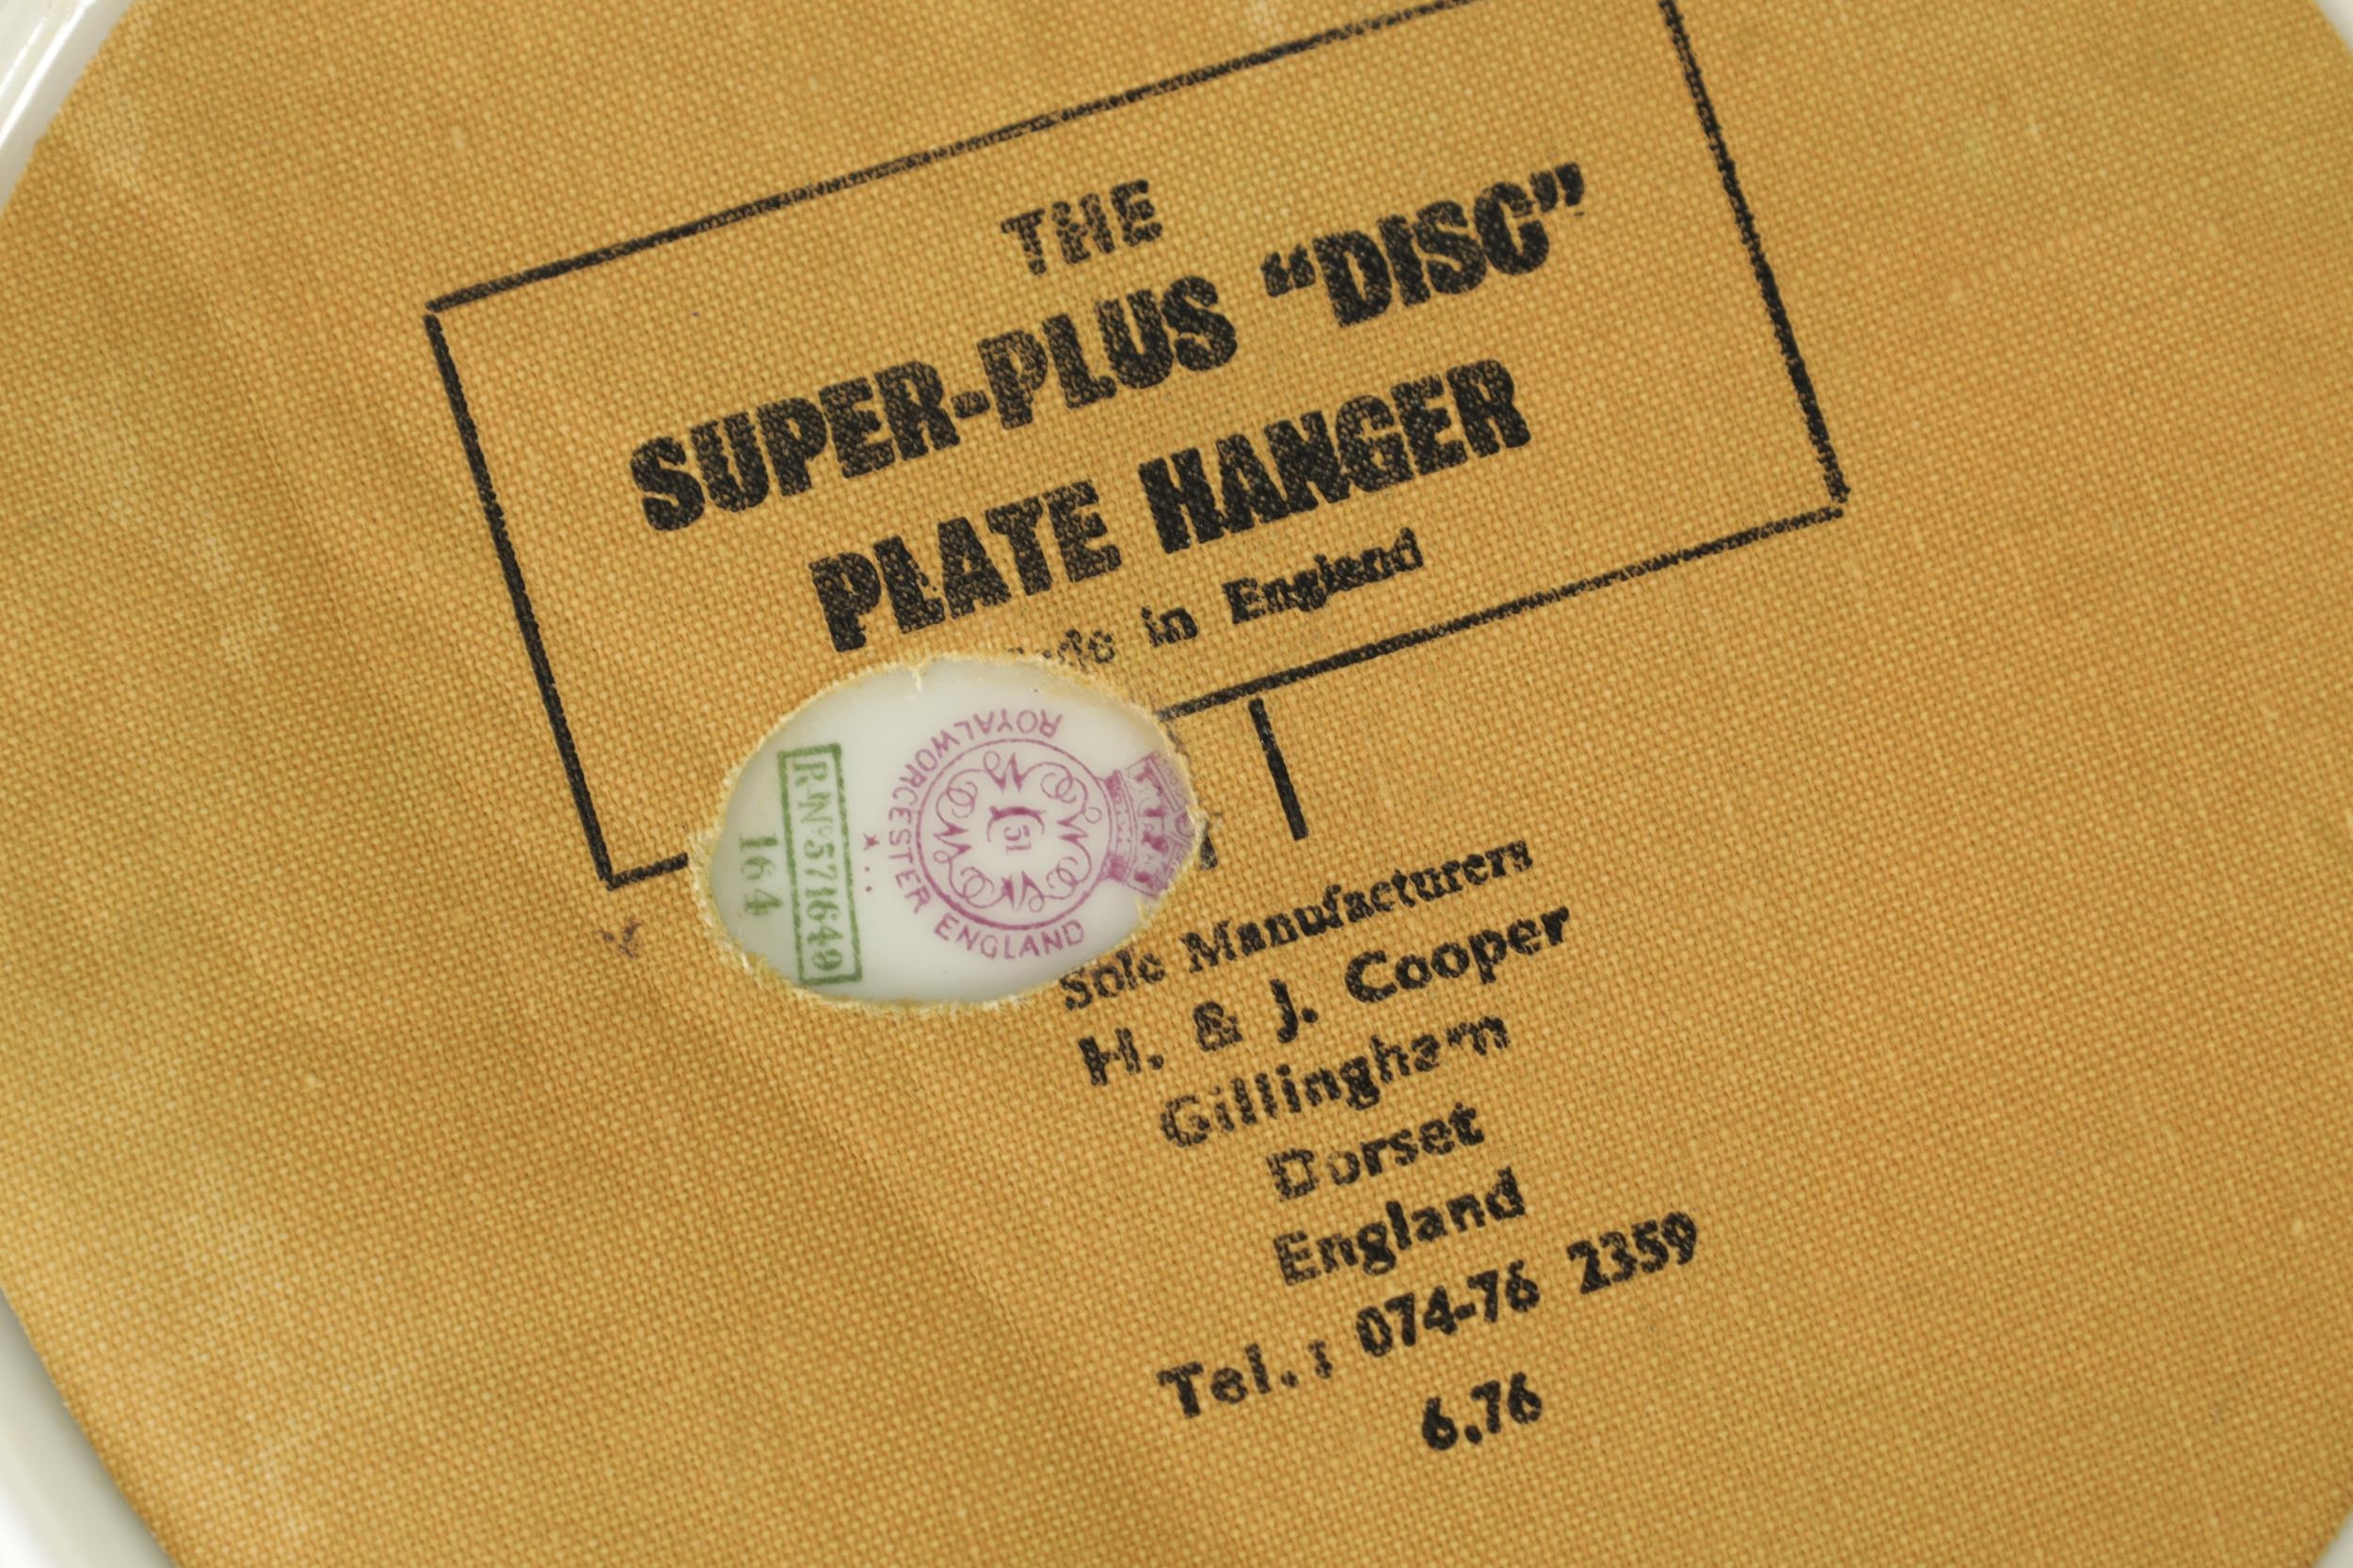 THE
SUPER-PLUS “DISC”
PLATE HANGER
in England
ROYAL WORCESTER ENGLAND
51
RᵈNº 571649
164
Sole Manufacturers
H. & J. Cooper
Gillingham
Dorset
England
Tel.: 074-76 2359
6.76